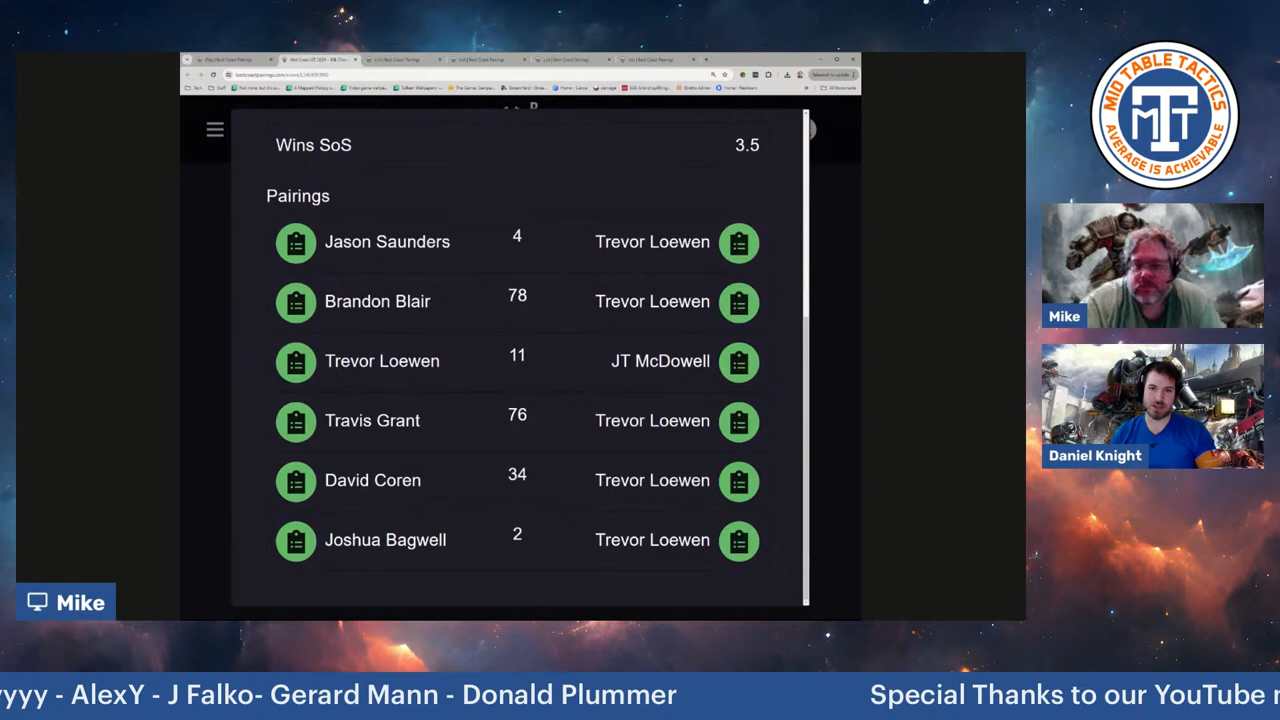 Wins SoS 3.5
Pairings
Jason Saunders 4 Trevor Loewen
Brandon Blair 78 Trevor Loewen
Trevor Loewen 11 JT McDowell
Travis Grant 76 Trevor Loewen
David Coren 34 Trevor Loewen
Joshua Bagwell 2 Trevor Loewen
MID TABLE TACTICS
MTT
AVERAGE IS ACHIEVABLE
Mike
Daniel Knight
Mike
yyyy - AlexY - J Falko- Gerard Mann - Donald Plummer
Special Thanks to our YouTube